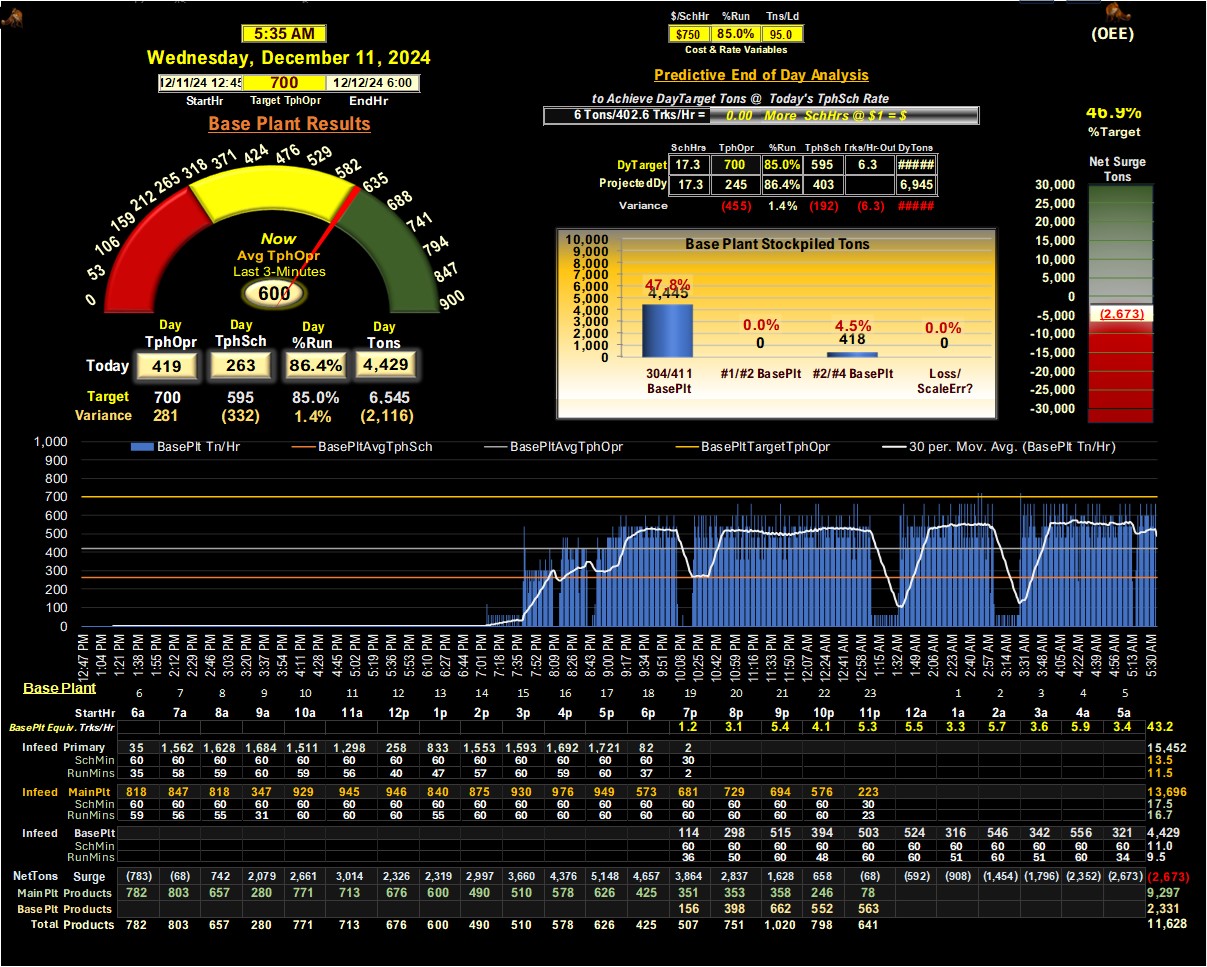 5:35 AM
Wednesday, December 11, 2024
12/11/24 12:45 700 12/12/24 6:00
StartHr Target TphOpr EndHr
Base Plant Results
0 53 106 159 212 265 318 371 424 476 529 582 635 688 741 794 847 900
Now
Avg TphOpr
Last 3-Minutes
600
Day Day Day Day
TphOpr TphSch %Run Tons
Today 419 263 86.4% 4,429
Target 700 595 85.0% 6,545
Variance 281 (332) 1.4% (2,116)
$/SchHr %Run Tns/Ld
$750 85.0% 95.0
Cost & Rate Variables
Predictive End of Day Analysis
to Achieve DayTarget Tons @ Today's TphSch Rate
6 Tons/402.6 Trks/Hr = 0.00 More SchHrs @ $1 = $
SchHrs TphOpr %Run TphSch Trks/Hr-Out DyTons
DyTarget 17.3 700 85.0% 595 6.3 #####
ProjectedDy 17.3 245 86.4% 403 6,945
Variance (455) 1.4% (192) (6.3) #####
Base Plant Stockpiled Tons
10,000
9,000
8,000
7,000
6,000
5,000
4,000
3,000
2,000
1,000
0
47.8% 0.0% 4.5% 0.0%
4,445 0 418 0
304/411 BasePlt
#1/#2 BasePlt
#2/#4 BasePlt
Loss/ ScaleErr?
(OEE)
46.9%
%Target
Net Surge
Tons
30,000
25,000
20,000
15,000
10,000
5,000
0
-5,000
-10,000
-15,000
-20,000
-25,000
-30,000
(2,673)
BasePlt Tn/Hr BasePltAvgTphSch BasePltAvgTphOpr BasePltTargetTphOpr 30 per. Mov. Avg. (BasePlt Tn/Hr)
1,000
900
800
700
600
500
400
300
200
100
0
12:47 PM 1:04 PM 1:21 PM 1:38 PM 1:55 PM 2:12 PM 2:29 PM 2:46 PM 3:03 PM 3:20 PM 3:37 PM 3:54 PM 4:11 PM 4:28 PM 4:45 PM 5:02 PM 5:19 PM 5:36 PM 5:53 PM 6:10 PM 6:27 PM 6:44 PM 7:01 PM 7:18 PM 7:35 PM 7:52 PM 8:09 PM 8:26 PM 8:43 PM 9:00 PM 9:17 PM 9:34 PM 9:51 PM 10:08 PM 10:25 PM 10:42 PM 10:59 PM 11:16 PM 11:33 PM 11:50 PM 12:07 AM 12:24 AM 12:41 AM 12:58 AM 1:15 AM 1:32 AM 1:49 AM 2:06 AM 2:23 AM 2:40 AM 2:57 AM 3:14 AM 3:31 AM 3:48 AM 4:05 AM 4:22 AM 4:39 AM 4:56 AM 5:13 AM 5:30 AM
Base Plant 6 7 8 9 10 11 12 13 14 15 16 17 18 19 20 21 22 23 1 2 3 4 5
StartHr 6a 7a 8a 9a 10a 11a 12p 1p 2p 3p 4p 5p 6p 7p 8p 9p 10p 11p 12a 1a 2a 3a 4a 5a
BasePlt Equiv. Trks/Hr 1.2 3.1 5.4 4.1 5.3 5.5 3.3 5.7 3.6 5.9 3.4 43.2
Infeed Primary 35 1,562 1,628 1,684 1,511 1,298 258 833 1,553 1,593 1,692 1,721 82 2 15,452
SchMin 60 60 60 60 60 60 60 60 60 60 60 60 60 30 13.5
RunMins 35 58 59 60 59 56 40 47 57 60 59 60 37 2 11.5
Infeed MainPlt 818 847 818 347 929 945 946 840 875 930 976 949 573 681 729 694 576 223 13,696
SchMin 60 60 60 60 60 60 60 60 60 60 60 60 60 60 60 60 60 30 17.5
RunMins 59 56 55 31 60 60 60 55 60 60 60 60 60 60 60 60 60 23 16.7
Infeed BasePlt 114 298 515 394 503 524 316 546 342 556 321 4,429
SchMin 60 60 60 60 60 60 60 60 60 60 60 11.0
RunMins 36 50 60 48 60 60 51 60 51 60 34 9.5
NetTons Surge (783) (68) 742 2,079 2,661 3,014 2,326 2,319 2,997 3,660 4,376 5,148 4,657 3,864 2,837 1,628 658 (68) (592) (908) (1,454) (1,796) (2,352) (2,673) (2,673)
MainPlt Products 782 803 657 280 771 713 676 600 490 510 578 626 425 351 353 358 246 78 9,297
BasePlt Products 156 398 662 552 563 2,331
Total Products 782 803 657 280 771 713 676 600 490 510 578 626 425 507 751 1,020 798 641 11,628